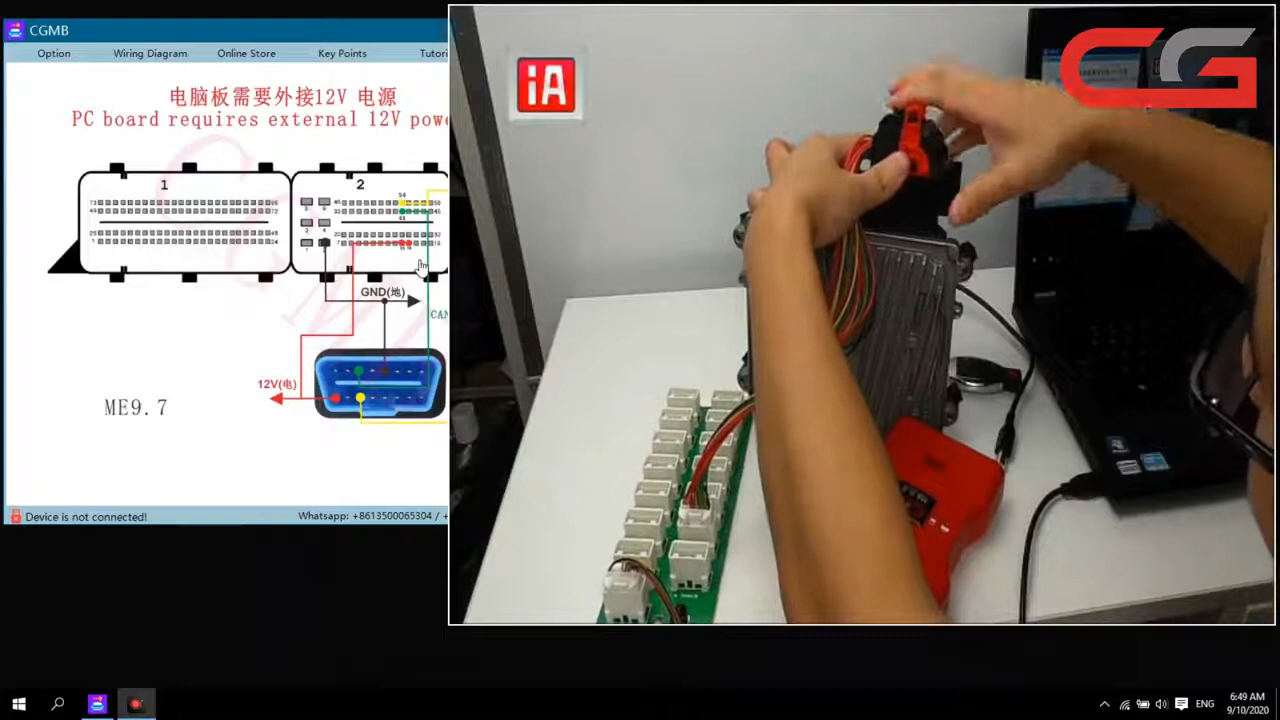 CGMB
Option Wiring Diagram Online Store Key Points Tutori
电脑板需要外接12V 电源
PC board requires external 12V pow
1
2
GND(地)
CAN
12V(电)
ME9.7
Device is not connected!
Whatsapp: +8613500065304 / +
iA
CG
ENG
6:49 AM
9/10/2020